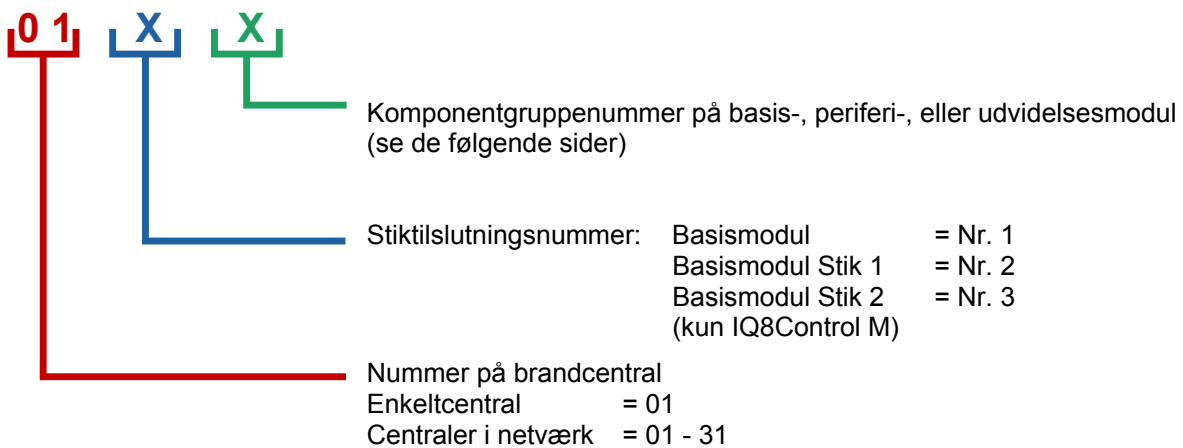 0 1 X X
Komponentgruppenummer på basis-, periferi-, eller udvidelsesmodul
(se de følgende sider)
Stiktilslutningsnummer: Basismodul = Nr. 1
Basismodul Stik 1 = Nr. 2
Basismodul Stik 2 = Nr. 3
(kun IQ8Control M)
Nummer på brandcentral
Enkeltcentral = 01
Centraler i netværk = 01 - 31